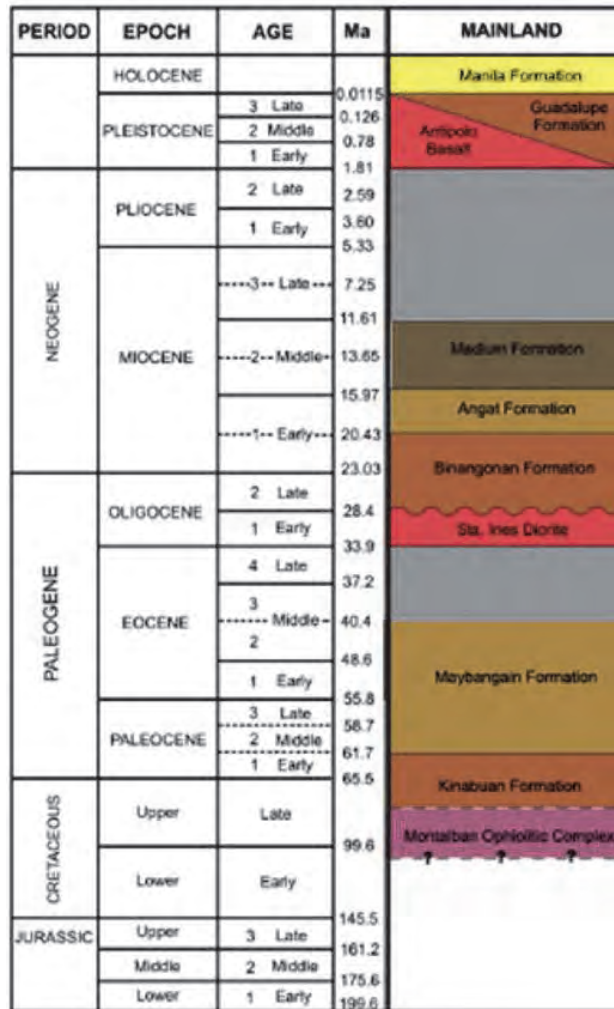 PERIOD EPOCH AGE Ma MAINLAND
HOLOCENE Manila Formation
0.0115
PLEISTOCENE 3 Late Guadalupe Formation
0.126
2 Middle Antipolo Basalt
0.78
1 Early
1.81
NEOGENE
PLIOCENE 2 Late
2.59
3.60
1 Early
5.33
MIOCENE 3 Late 7.25
11.61
2 Middle 13.65 Madlum Formation
15.97
Angat Formation
1 Early 20.43
Binangonan Formation
23.03
PALEOGENE
OLIGOCENE 2 Late
28.4
1 Early Sta. Ines Diorite
33.9
EOCENE 4 Late
37.2
3
Middle 40.4
2
Maybangain Formation
48.6
1 Early
55.8
PALEOCENE 3 Late
58.7
2 Middle
61.7
1 Early
65.5
Kinabuan Formation
CRETACEOUS
Upper Late
Montalban Ophiolitic Complex
99.6
? ? ?
Lower Early
145.5
JURASSIC Upper 3 Late
161.2
Middle 2 Middle
175.6
Lower 1 Early
199.6